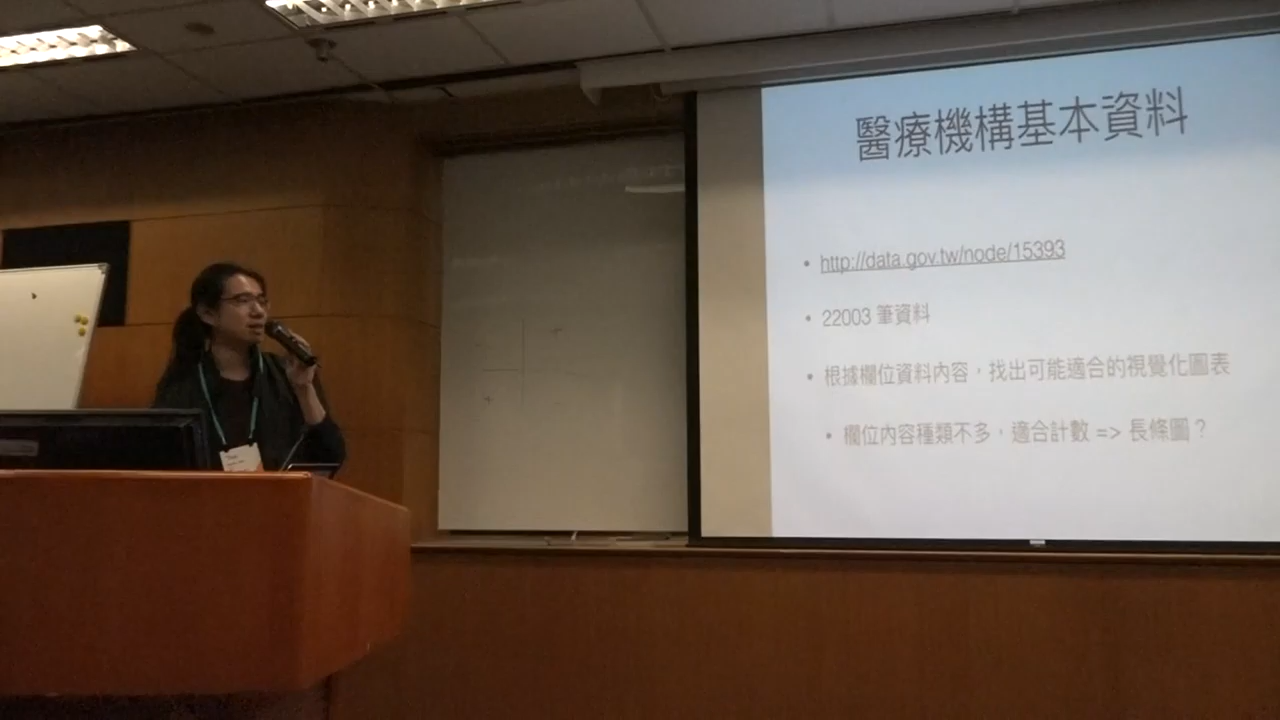 醫療機構基本資料
http://data.gov.tw/node/15393
22003 筆資料
根據欄位資料內容，找出可能適合的視覺化圖表
欄位內容種類不多，適合計數 => 長條圖？